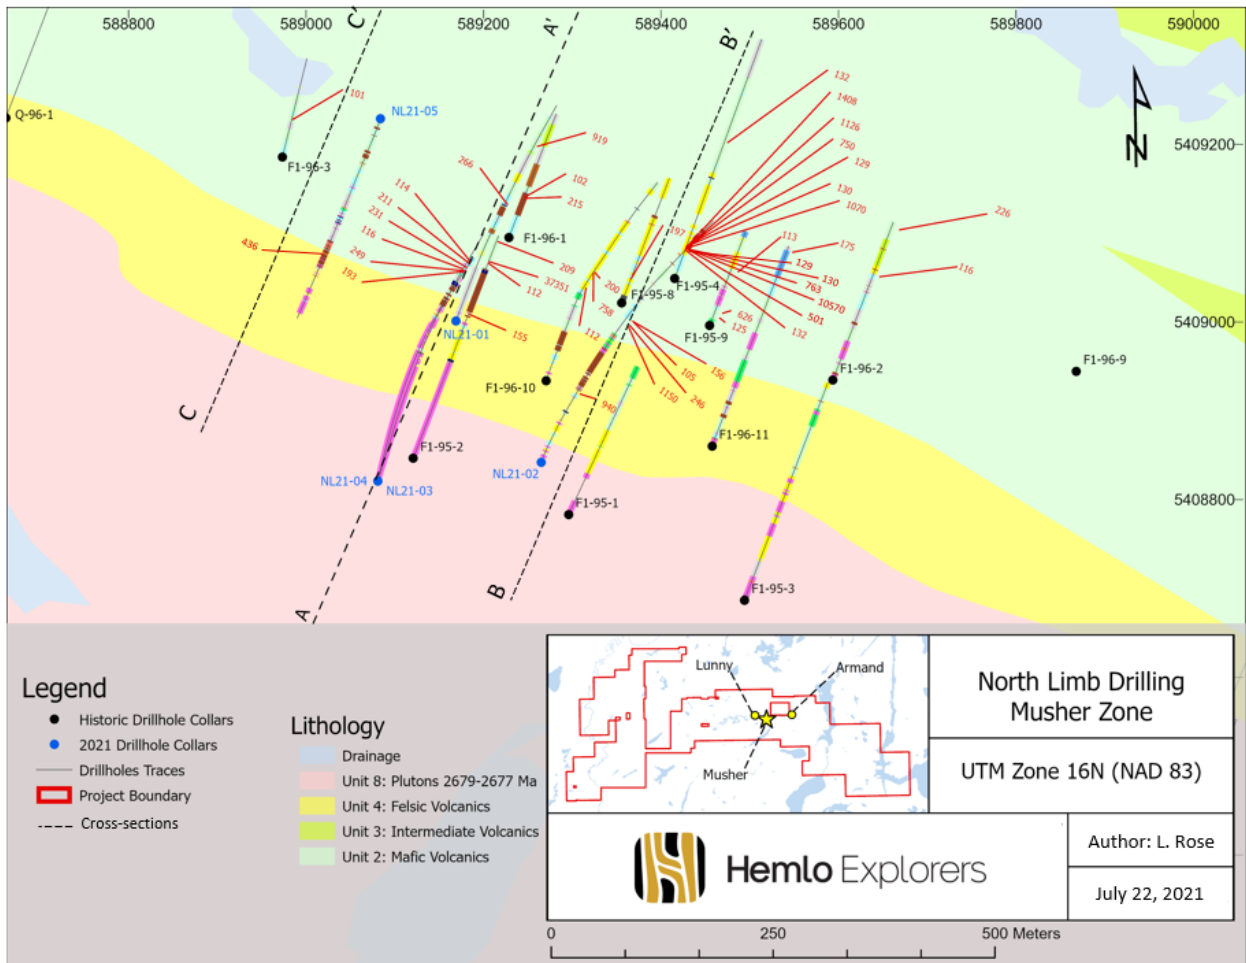 588800
589000
589200
589400
589600
589800
590000
C'
A'
B'
132
1408
1126
750
129
130
1070
101
Q-96-1
NL21-05
F1-96-3
919
266
102
215
114
211
231
116
249
193
436
F1-96-1
209
37351
112
155
NL21-01
197
200
758
112
F1-95-8
F1-95-4
113
175
129
130
763
10570
501
132
626
125
F1-95-9
226
116
5409200
5409000
5408800
F1-96-2
F1-96-9
F1-96-10
156
105
246
1150
940
F1-96-11
C
F1-95-2
NL21-04
NL21-03
NL21-02
F1-95-1
B
F1-95-3
A
N
Legend
Historic Drillhole Collars
2021 Drillhole Collars
Drillholes Traces
Project Boundary
Cross-sections
Lithology
Drainage
Unit 8: Plutons 2679-2677 Ma
Unit 4: Felsic Volcanics
Unit 3: Intermediate Volcanics
Unit 2: Mafic Volcanics
Lunny
Armand
Musher
North Limb Drilling
Musher Zone
UTM Zone 16N (NAD 83)
Hemlo Explorers
Author: L. Rose
July 22, 2021
0
250
500 Meters